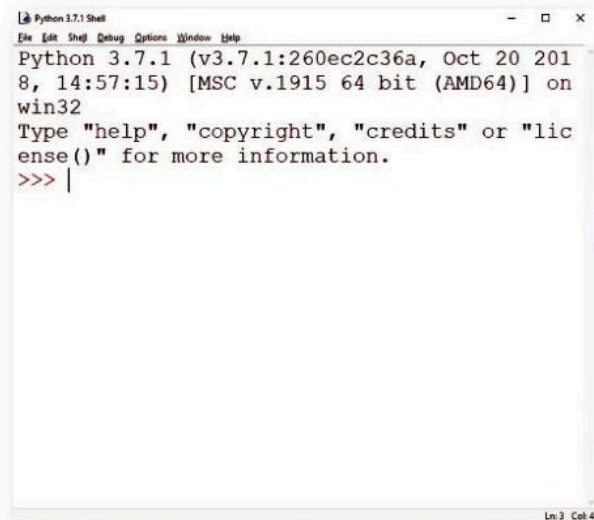 Python 3.7.1 Shell
File Edit Shell Debug Options Window Help
Python 3.7.1 (v3.7.1:260ec2c36a, Oct 20 201
8, 14:57:15) [MSC v.1915 64 bit (AMD64)] on
win32
Type "help", "copyright", "credits" or "lic
ense()" for more information.
>>>
Ln: 3 Col: 4